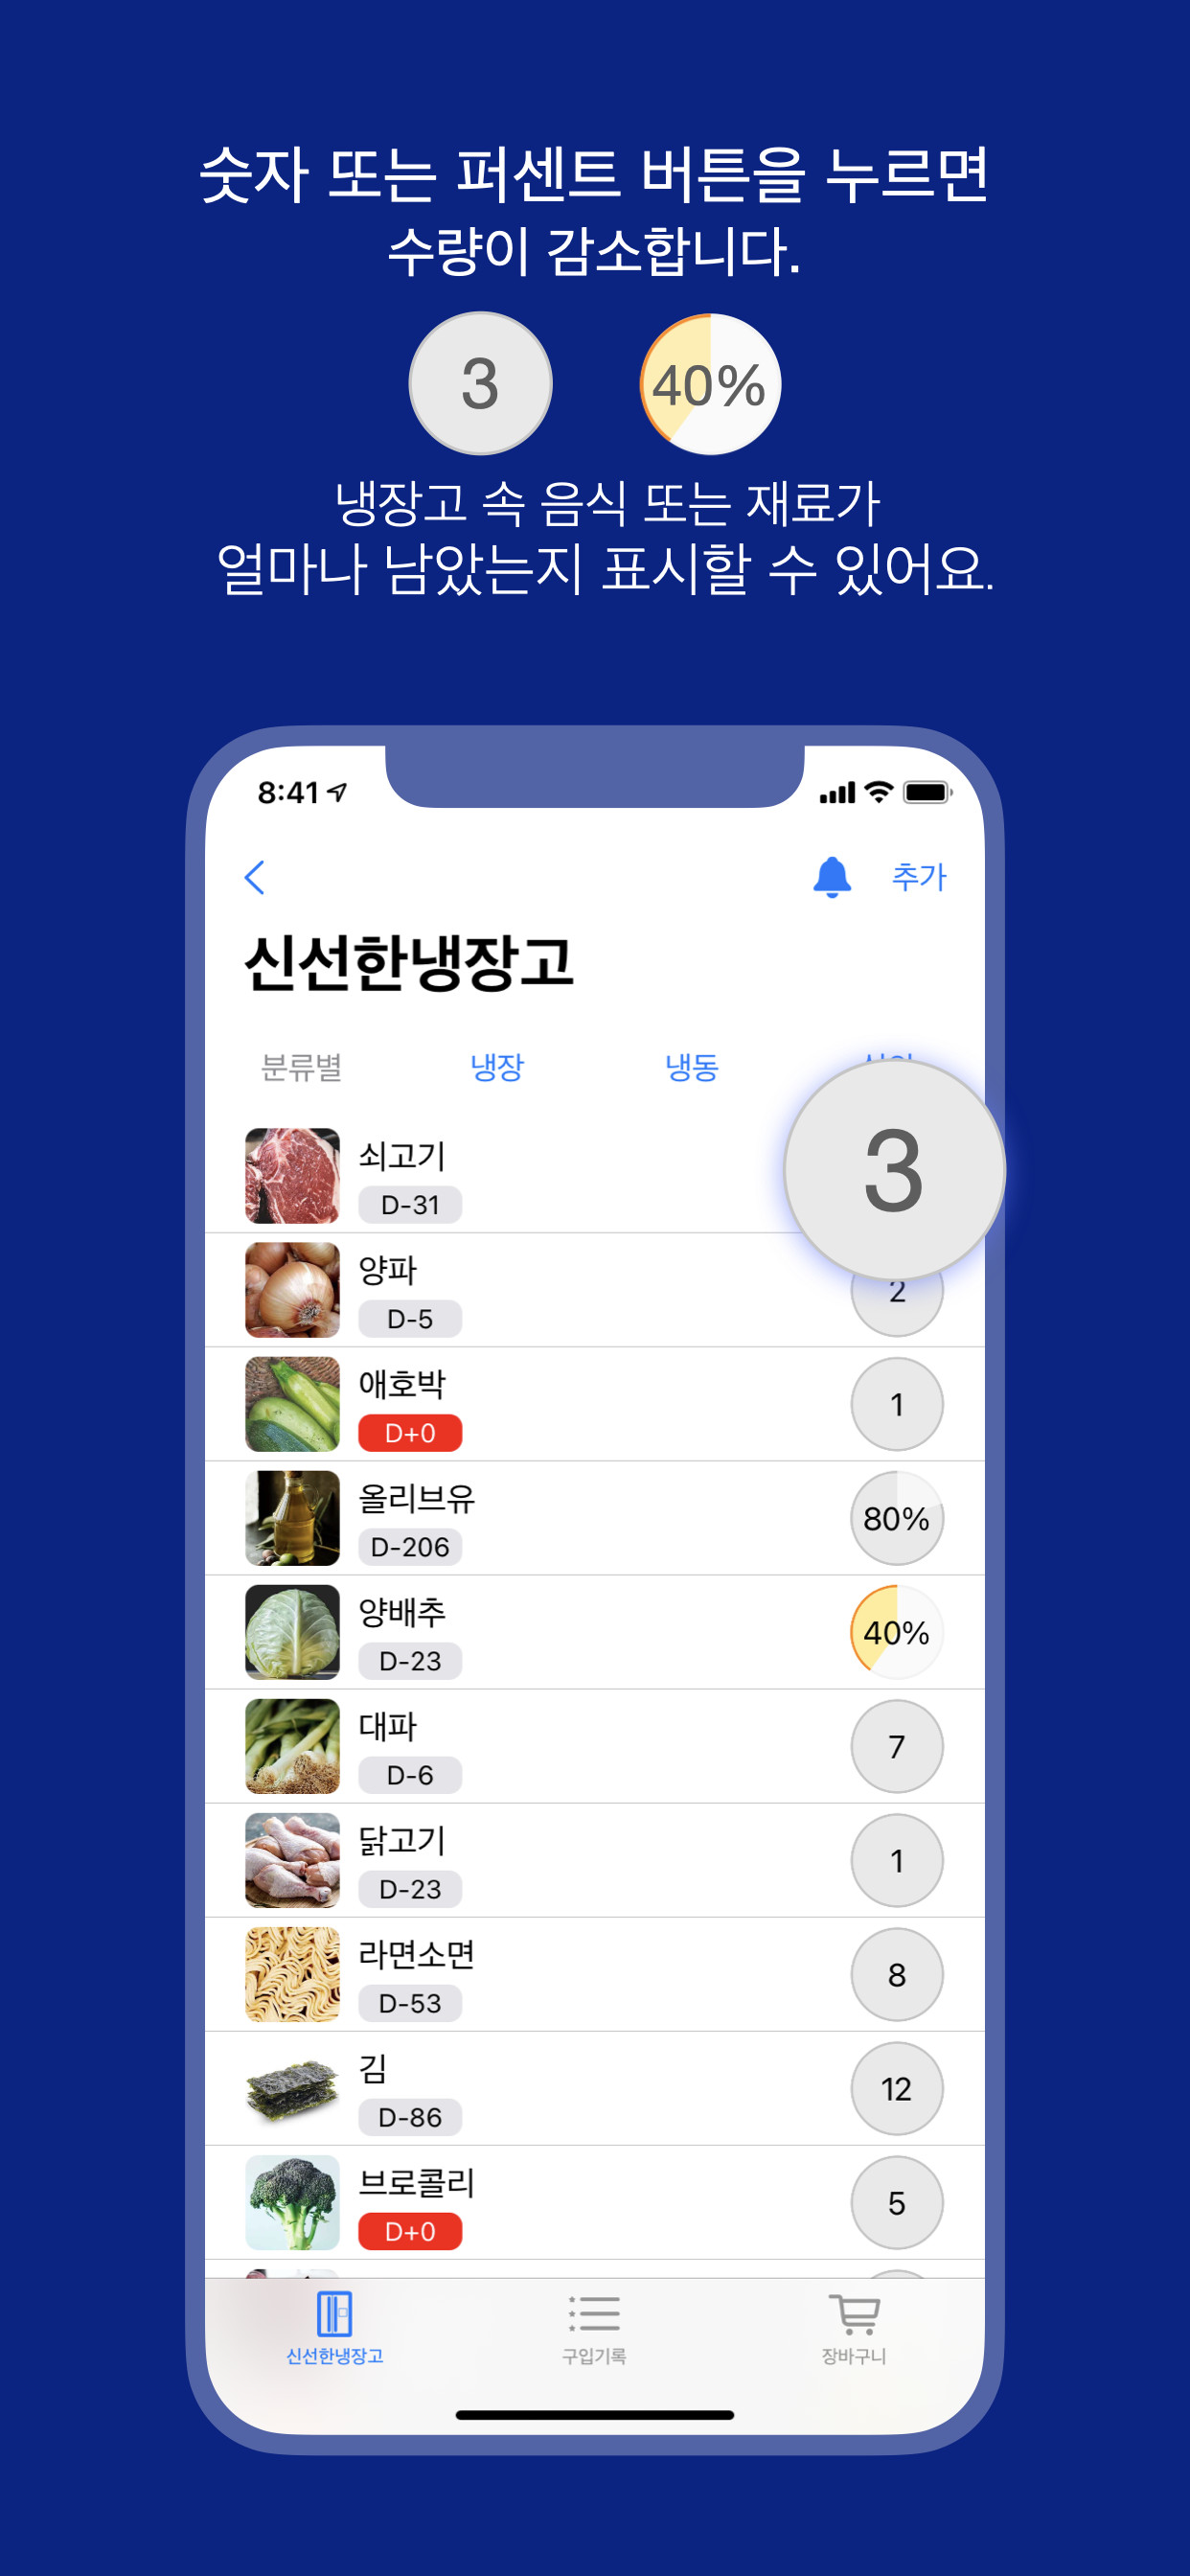 숫자 또는 퍼센트 버튼을 누르면
수량이 감소합니다.
3 40%
냉장고 속 음식 또는 재료가
얼마나 남았는지 표시할 수 있어요.
8:41
추가
신선한냉장고
분류별 냉장 냉동
쇠고기
D-31
3
양파
D-5
2
애호박
D+0
1
올리브유
D-206
80%
양배추
D-23
40%
대파
D-6
7
닭고기
D-23
1
라면소면
D-53
8
김
D-86
12
브로콜리
D+0
5
신선한냉장고 구입기록 장바구니